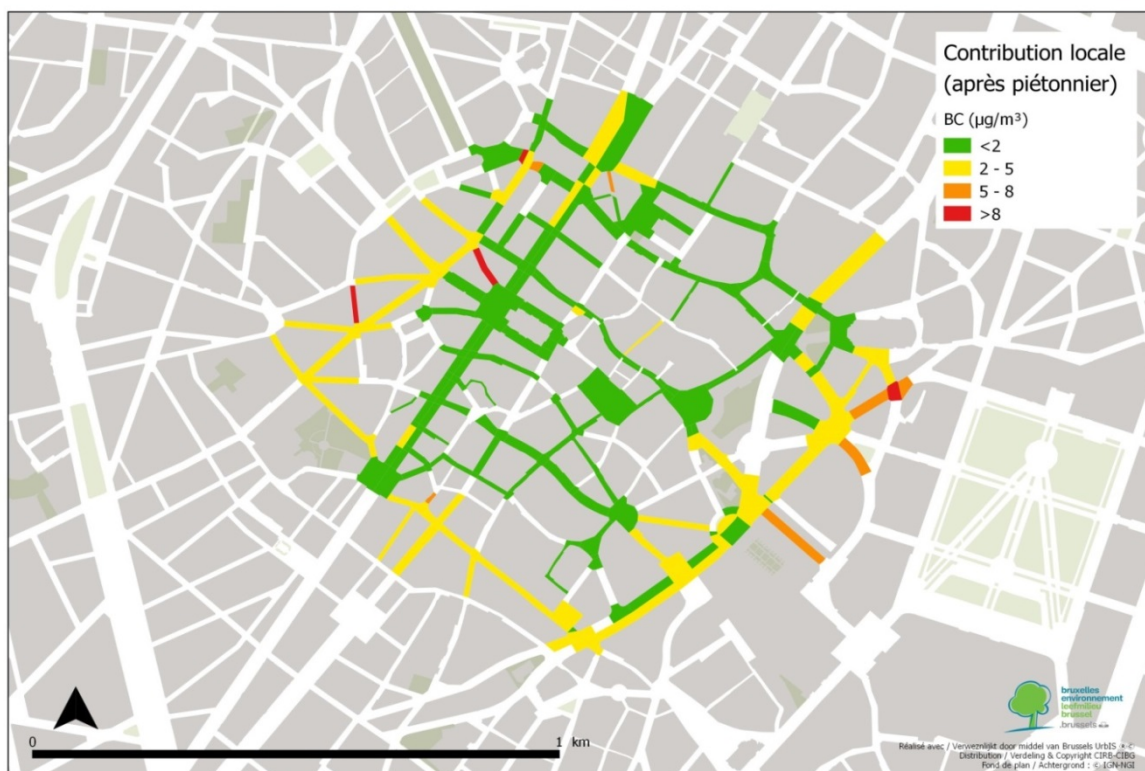 Contribution locale
(après piétonnier)
BC (µg/m³)
<2
2 - 5
5 - 8
>8
bruxelles
environnement
leefmilieu
brussel
.brussels
Réalisé avec / Verwezenlijkt door middel van Brussels UrbIS
Distribution / Verdeling & Copyright CIRB-CIBG
Fond de plan / Achtergrond : © IGN-NGI
0
1 km